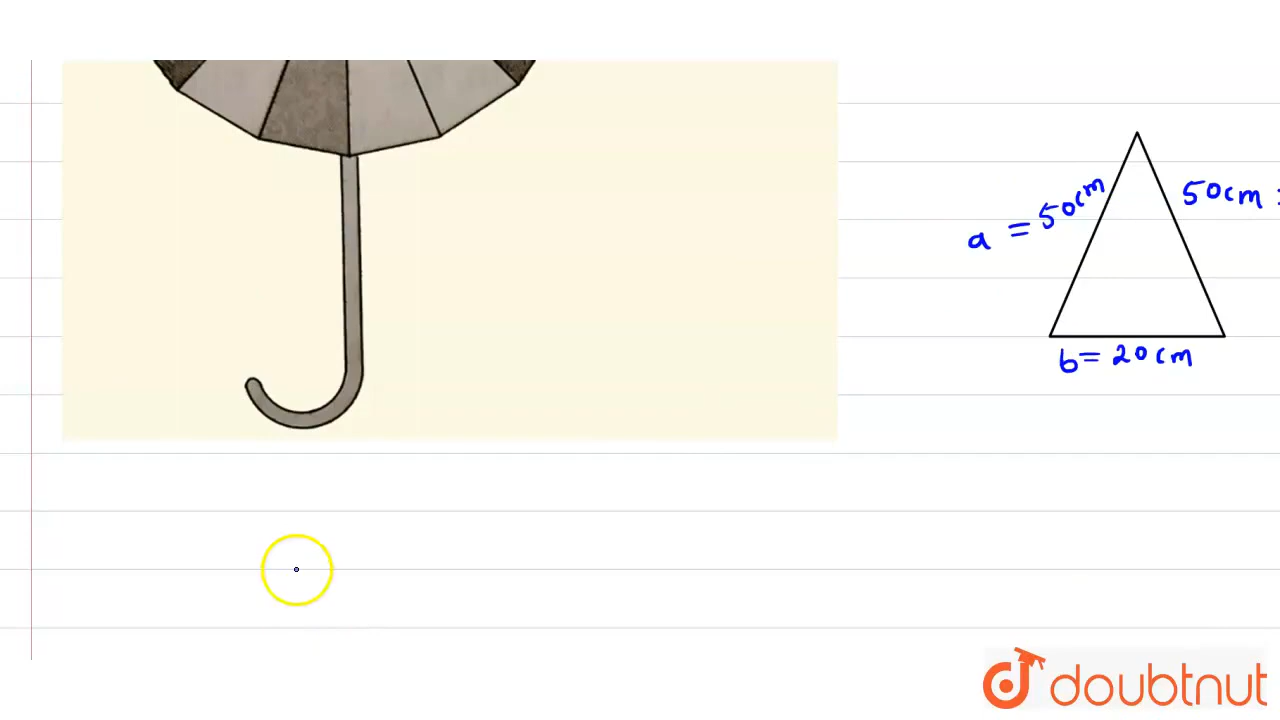 a = 50cm
50cm =
b= 20cm
doubtnut